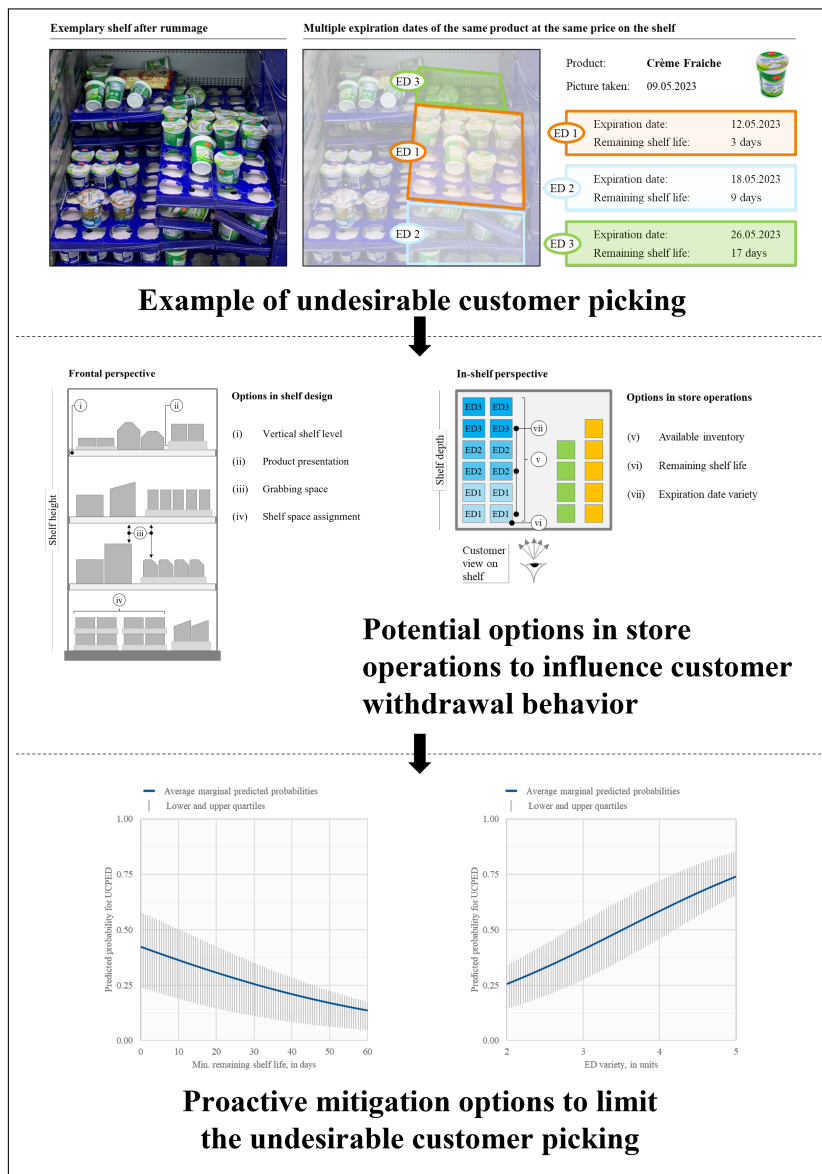 Exemplary shelf after rummage
Multiple expiration dates of the same product at the same price on the shelf
ED 3
ED 1
ED 2
Product: Crème Fraiche
Picture taken: 09.05.2023
ED 1
Expiration date: 12.05.2023
Remaining shelf life: 3 days
ED 2
Expiration date: 18.05.2023
Remaining shelf life: 9 days
ED 3
Expiration date: 26.05.2023
Remaining shelf life: 17 days
Example of undesirable customer picking
Frontal perspective
Shelf height
(i)
(ii)
(iii)
(iv)
Options in shelf design
(i) Vertical shelf level
(ii) Product presentation
(iii) Grabbing space
(iv) Shelf space assignment
In-shelf perspective
Shelf depth
ED3 ED3
ED3 ED3
ED2 ED2
ED2 ED2
ED1 ED1
ED1 ED1
vii
v
vi
Customer
view on
shelf
Options in store operations
(v) Available inventory
(vi) Remaining shelf life
(vii) Expiration date variety
Potential options in store
operations to influence customer
withdrawal behavior
Average marginal predicted probabilities
Lower and upper quartiles
Predicted probability for UCPED
1.00
0.75
0.50
0.25
0.00
0 10 20 30 40 50 60
Min. remaining shelf life, in days
Average marginal predicted probabilities
Lower and upper quartiles
Predicted probability for UCPED
1.00
0.75
0.50
0.25
0.00
2 3 4 5
ED variety, in units
Proactive mitigation options to limit
the undesirable customer picking